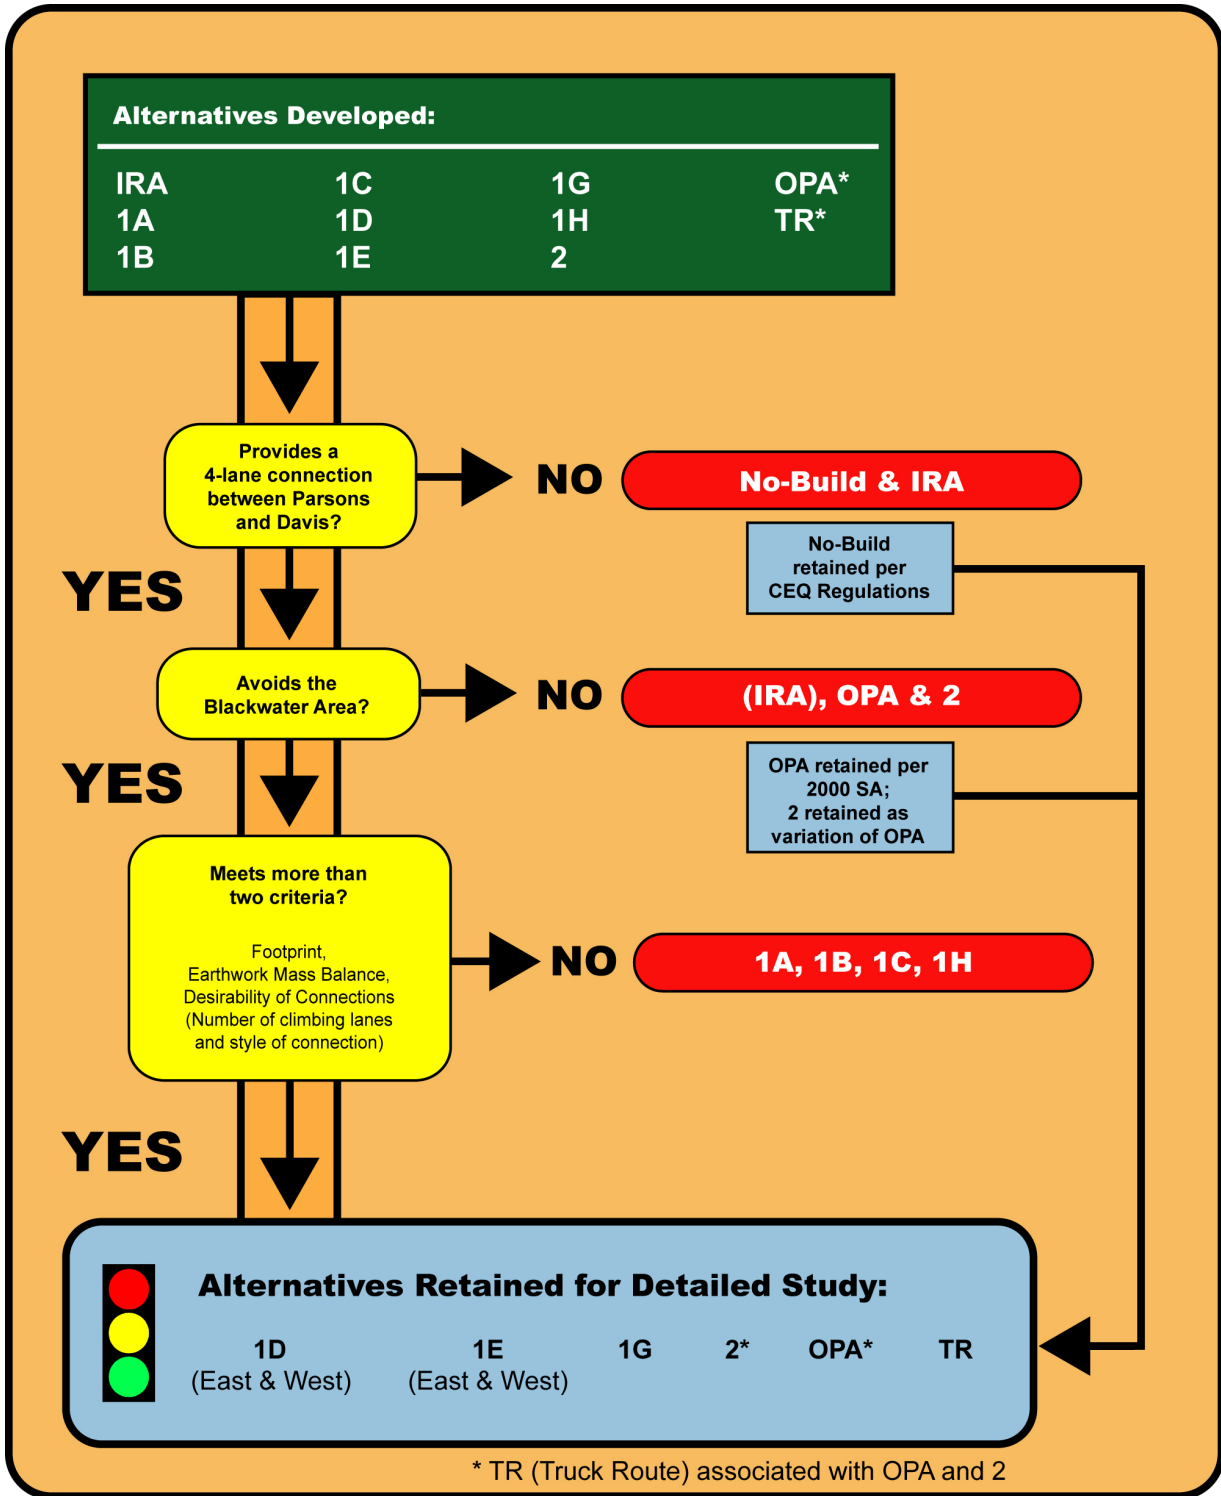 Alternatives Developed:
IRA 1C 1G OPA*
1A 1D 1H TR*
1B 1E 2
Provides a
4-lane connection
between Parsons
and Davis?
NO
No-Build & IRA
No-Build
retained per
CEQ Regulations
YES
Avoids the
Blackwater Area?
NO
(IRA), OPA & 2
OPA retained per
2000 SA;
2 retained as
variation of OPA
YES
Meets more than
two criteria?
Footprint,
Earthwork Mass Balance,
Desirability of Connections
(Number of climbing lanes
and style of connection)
NO
1A, 1B, 1C, 1H
YES
Alternatives Retained for Detailed Study:
1D 1E 1G 2* OPA* TR
(East & West) (East & West)
* TR (Truck Route) associated with OPA and 2